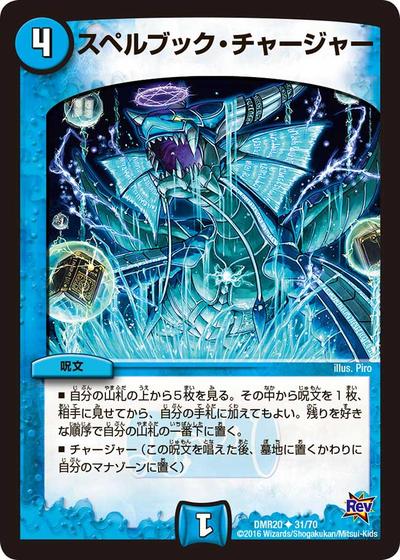 4
スペルブック・チャージャー
呪文
illus. Piro
■ 自分の山札の上から5枚を見る。その中から呪文を1枚、
相手に見せてから、自分の手札に加えてもよい。残りを好き
な順序で自分の山札の一番下に置く。
■ チャージャー(この呪文を唱えた後、墓地に置くかわりに
自分のマナゾーンに置く。)
Rev
1
DMR20 ◆ 31/70
©2016 Wizards/Shogakukan/Mitsui-Kids